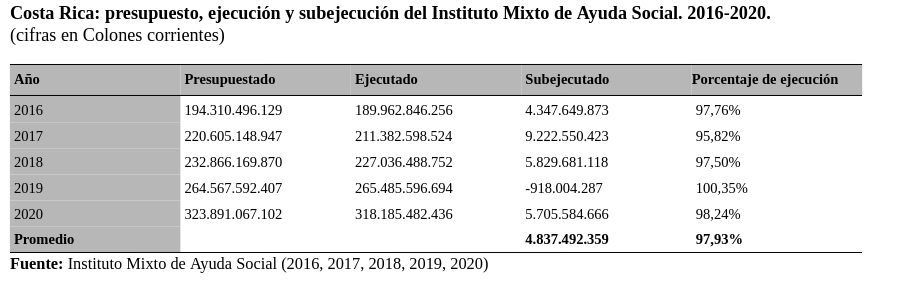 Costa Rica: presupuesto, ejecución y subejecución del Instituto Mixto de Ayuda Social. 2016-2020.
(cifras en Colones corrientes)
Año Presupuestado Ejecutado Subejecutado Porcentaje de ejecución
2016 194.310.496.129 189.962.846.256 4.347.649.873 97,76%
2017 220.605.148.947 211.382.598.524 9.222.550.423 95,82%
2018 232.866.169.870 227.036.488.752 5.829.681.118 97,50%
2019 264.567.592.407 265.485.596.694 -918.004.287 100,35%
2020 323.891.067.102 318.185.482.436 5.705.584.666 98,24%
Promedio 4.837.492.359 97,93%
Fuente: Instituto Mixto de Ayuda Social (2016, 2017, 2018, 2019, 2020)